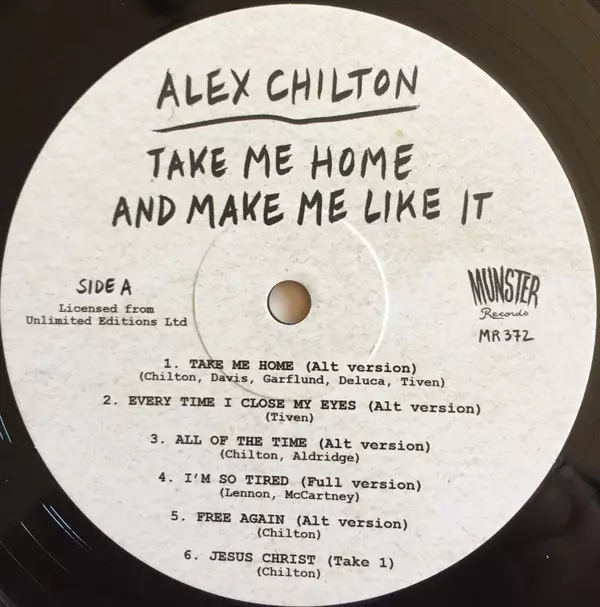 ALEX CHILTON
TAKE ME HOME
AND MAKE ME LIKE IT
SIDE A
Licensed from
Unlimited Editions Ltd
MUNSTER
Records
MR 372
1. TAKE ME HOME (Alt version)
(Chilton, Davis, Garflund, Deluca, Tiven)
2. EVERY TIME I CLOSE MY EYES (Alt version)
(Tiven)
3. ALL OF THE TIME (Alt version)
(Chilton, Aldridge)
4. I'M SO TIRED (Full version)
(Lennon, McCartney)
5. FREE AGAIN (Alt version)
(Chilton)
6. JESUS CHRIST (Take 1)
(Chilton)